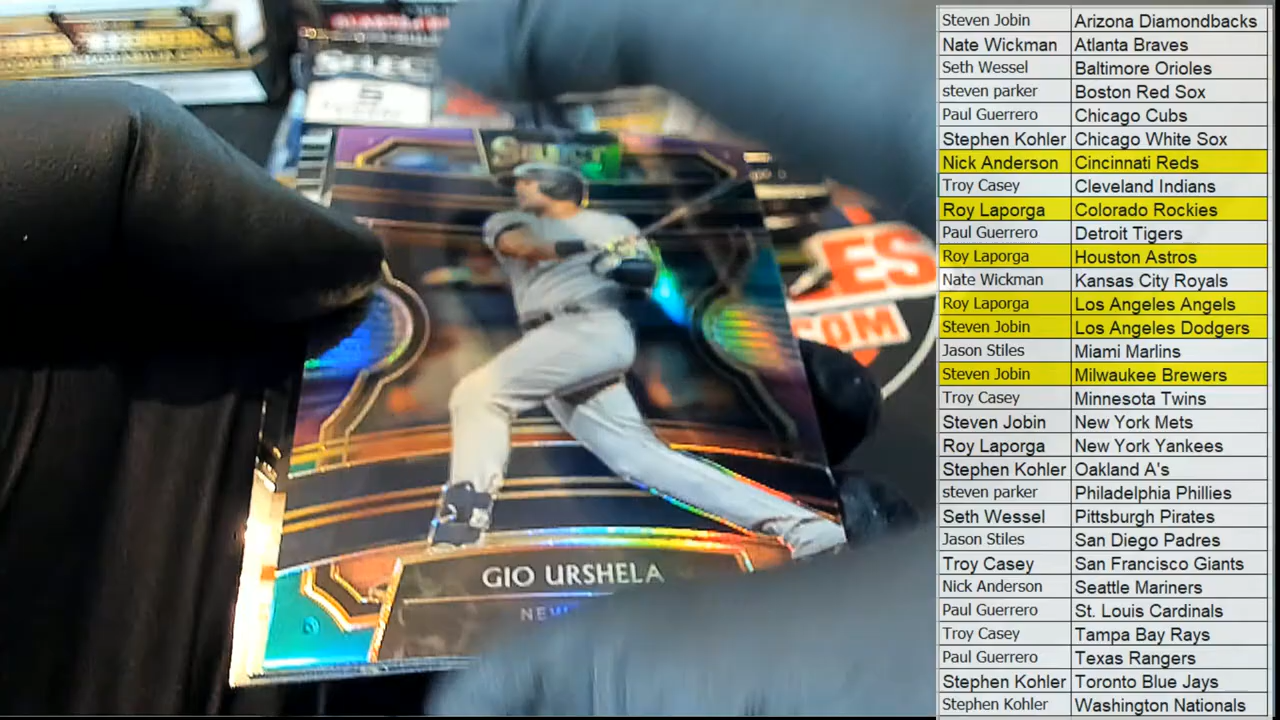 SELECT
5
SELECT
ES
COM
GIO URSHELA
NEW
Steven Jobin Arizona Diamondbacks
Nate Wickman Atlanta Braves
Seth Wessel Baltimore Orioles
steven parker Boston Red Sox
Paul Guerrero Chicago Cubs
Stephen Kohler Chicago White Sox
Nick Anderson Cincinnati Reds
Troy Casey Cleveland Indians
Roy Laporga Colorado Rockies
Paul Guerrero Detroit Tigers
Roy Laporga Houston Astros
Nate Wickman Kansas City Royals
Roy Laporga Los Angeles Angels
Steven Jobin Los Angeles Dodgers
Jason Stiles Miami Marlins
Steven Jobin Milwaukee Brewers
Troy Casey Minnesota Twins
Steven Jobin New York Mets
Roy Laporga New York Yankees
Stephen Kohler Oakland A's
steven parker Philadelphia Phillies
Seth Wessel Pittsburgh Pirates
Jason Stiles San Diego Padres
Troy Casey San Francisco Giants
Nick Anderson Seattle Mariners
Paul Guerrero St. Louis Cardinals
Troy Casey Tampa Bay Rays
Paul Guerrero Texas Rangers
Stephen Kohler Toronto Blue Jays
Stephen Kohler Washington Nationals